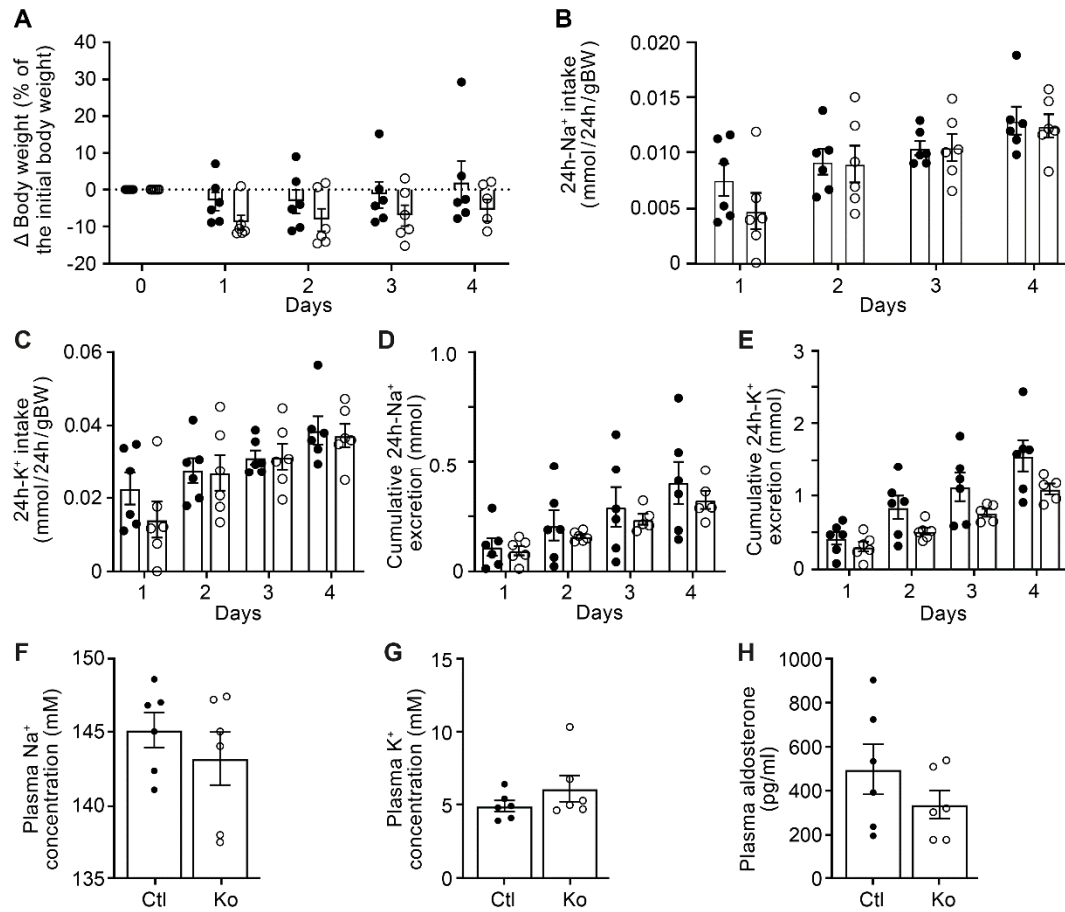 A
Δ Body weight (% of
the initial body weight)
40
30
20
10
0
-10
-20
0
1
2
3
4
Days
B
24h-Na⁺ intake
(mmol/24h/gBW)
0.020
0.015
0.010
0.005
0
1
2
3
4
Days
C
24h-K⁺ intake
(mmol/24h/gBW)
0.06
0.04
0.02
0
1
2
3
4
Days
D
Cumulative 24h-Na⁺
excretion (mmol)
1.0
0.5
0
1
2
3
4
Days
E
Cumulative 24h-K⁺
excretion (mmol)
3
2
1
0
1
2
3
4
Days
F
Plasma Na⁺
concentration (mM)
150
145
140
135
Ctl
Ko
G
Plasma K⁺
concentration (mM)
15
10
5
0
Ctl
Ko
H
Plasma aldosterone
(pg/ml)
1000
800
600
400
200
0
Ctl
Ko